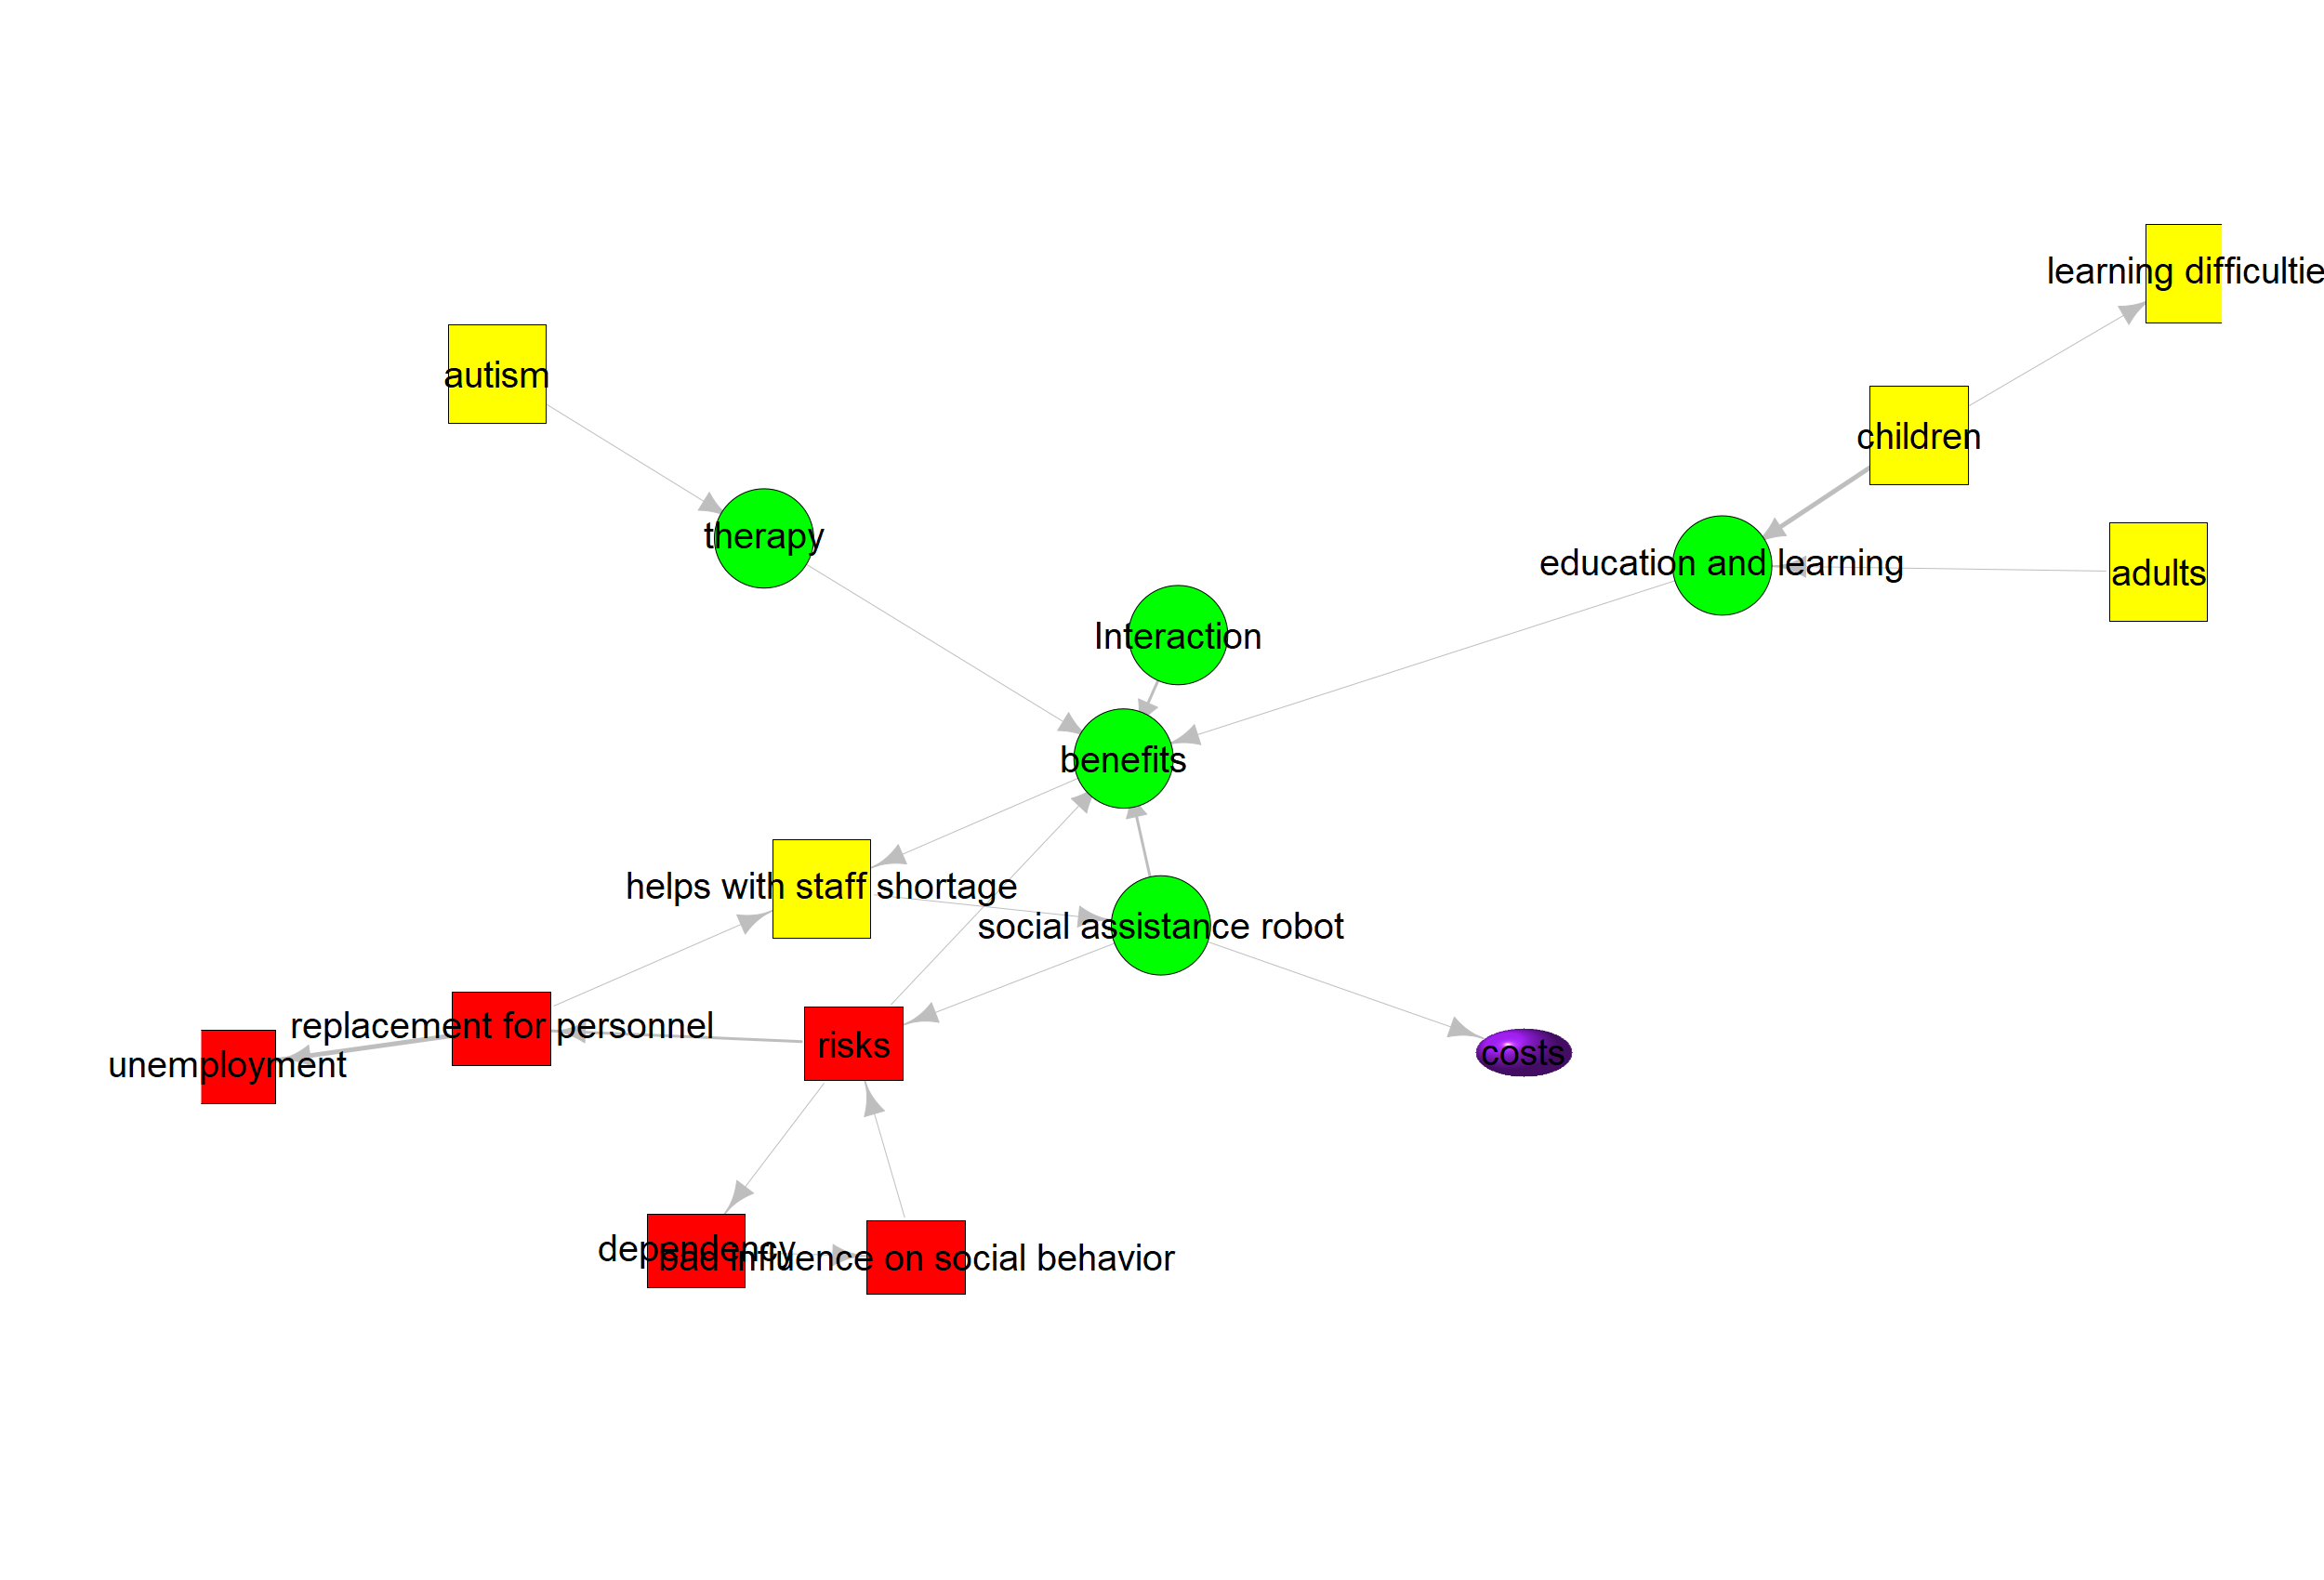 learning difficultie
autism
children
therapy
education and learning
adults
Interaction
benefits
helps with staff shortage
social assistance robot
replacement for personnel
risks
costs
unemployment
dependency
bad influence on social behavior